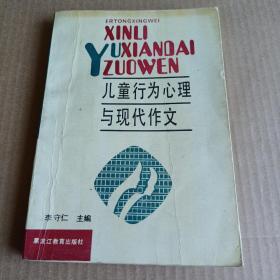 ERTONGXINGWEI
XINLI
YUXIANDAI
ZUOWEN
儿童行为心理
与现代作文
李守仁 主编
黑龙江教育出版社